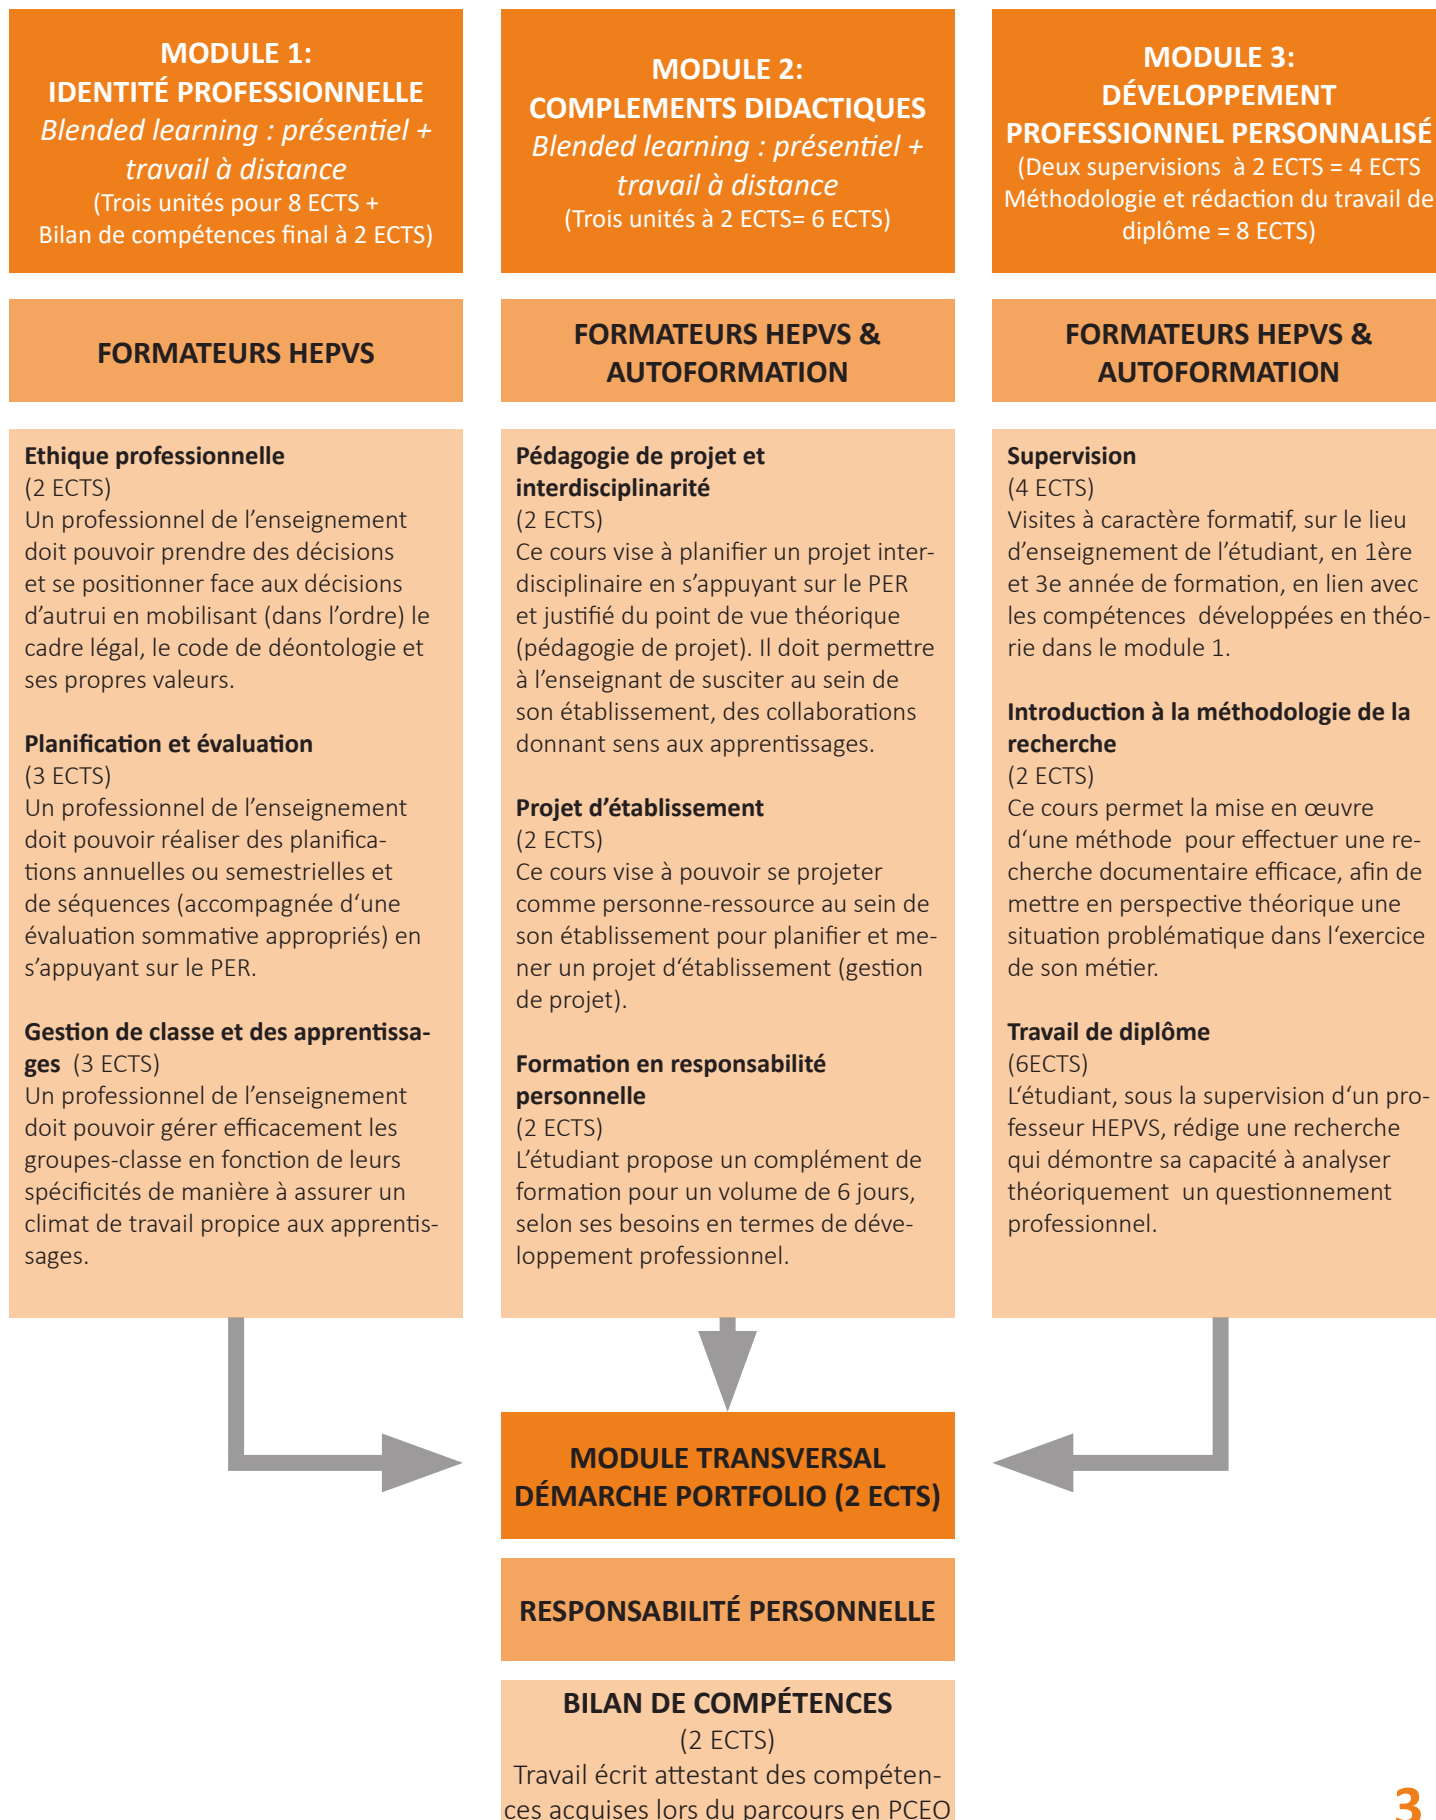 MODULE 1:
IDENTITÉ PROFESSIONNELLE
Blended learning : présentiel +
travail à distance
(Trois unités pour 8 ECTS +
Bilan de compétences final à 2 ECTS)
FORMATEURS HEPVS
Ethique professionnelle
(2 ECTS)
Un professionnel de l’enseignement
doit pouvoir prendre des décisions
et se positionner face aux décisions
d’autrui en mobilisant (dans l’ordre) le
cadre légal, le code de déontologie et
ses propres valeurs.
Planification et évaluation
(3 ECTS)
Un professionnel de l’enseignement
doit pouvoir réaliser des planifica-
tions annuelles ou semestrielles et
de séquences (accompagnée d‘une
évaluation sommative appropriés) en
s’appuyant sur le PER.
Gestion de classe et des apprentissa-
ges (3 ECTS)
Un professionnel de l’enseignement
doit pouvoir gérer efficacement les
groupes-classe en fonction de leurs
spécificités de manière à assurer un
climat de travail propice aux apprentis-
sages.
MODULE 2:
COMPLEMENTS DIDACTIQUES
Blended learning : présentiel +
travail à distance
(Trois unités à 2 ECTS= 6 ECTS)
FORMATEURS HEPVS &
AUTOFORMATION
Pédagogie de projet et
interdisciplinarité
(2 ECTS)
Ce cours vise à planifier un projet inter-
disciplinaire en s’appuyant sur le PER
et justifié du point de vue théorique
(pédagogie de projet). Il doit permettre
à l’enseignant de susciter au sein de
son établissement, des collaborations
donnant sens aux apprentissages.
Projet d’établissement
(2 ECTS)
Ce cours vise à pouvoir se projeter
comme personne-ressource au sein de
son établissement pour planifier et me-
ner un projet d‘établissement (gestion
de projet).
Formation en responsabilité
personnelle
(2 ECTS)
L’étudiant propose un complément de
formation pour un volume de 6 jours,
selon ses besoins en termes de déve-
loppement professionnel.
MODULE 3:
DÉVELOPPEMENT
PROFESSIONNEL PERSONNALISÉ
(Deux supervisions à 2 ECTS = 4 ECTS
Méthodologie et rédaction du travail de
diplôme = 8 ECTS)
FORMATEURS HEPVS &
AUTOFORMATION
Supervision
(4 ECTS)
Visites à caractère formatif, sur le lieu
d’enseignement de l’étudiant, en 1ère
et 3e année de formation, en lien avec
les compétences développées en théo-
rie dans le module 1.
Introduction à la méthodologie de la
recherche
(2 ECTS)
Ce cours permet la mise en œuvre
d‘une méthode pour effectuer une re-
cherche documentaire efficace, afin de
mettre en perspective théorique une
situation problématique dans l‘exercice
de son métier.
Travail de diplôme
(6ECTS)
L‘étudiant, sous la supervision d‘un pro-
fesseur HEPVS, rédige une recherche
qui démontre sa capacité à analyser
théoriquement un questionnement
professionnel.
MODULE TRANSVERSAL
DÉMARCHE PORTFOLIO (2 ECTS)
RESPONSABILITÉ PERSONNELLE
BILAN DE COMPÉTENCES
(2 ECTS)
Travail écrit attestant des compéten-
ces acquises lors du parcours en PCEO
3